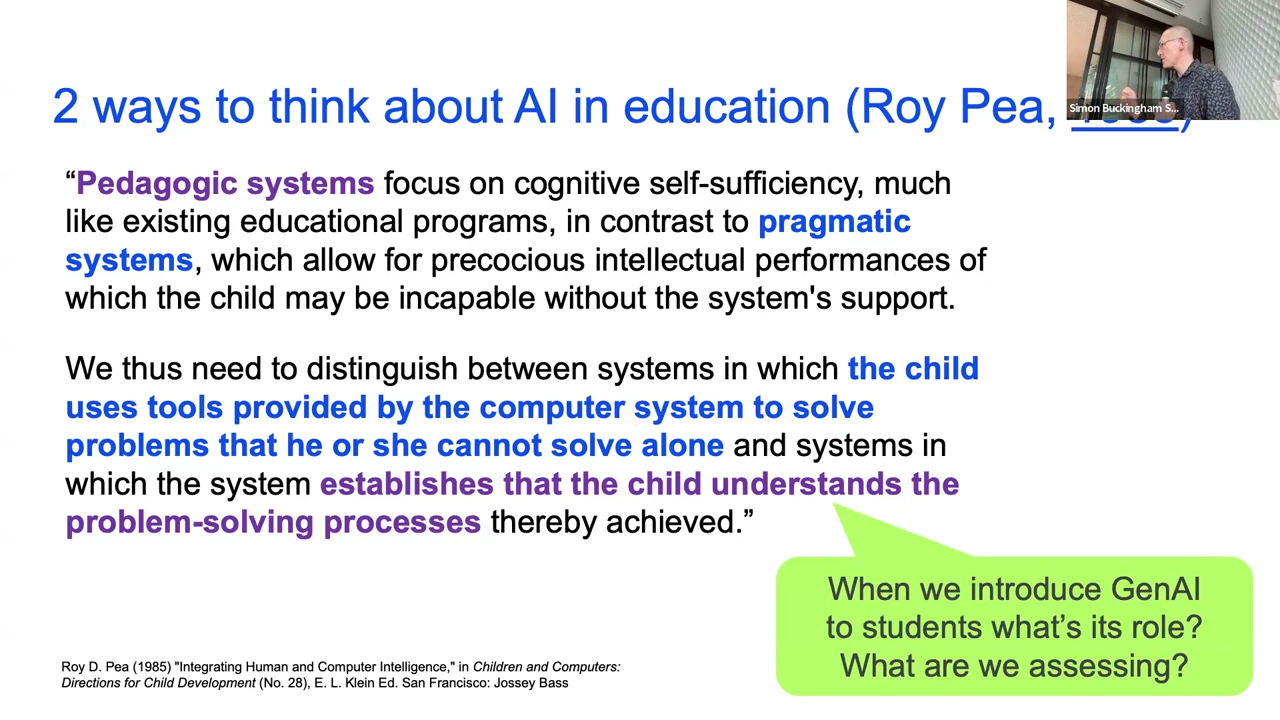 Simon Buckingham S...
2 ways to think about AI in education (Roy Pea,
“Pedagogic systems focus on cognitive self-sufficiency, much
like existing educational programs, in contrast to pragmatic
systems, which allow for precocious intellectual performances of
which the child may be incapable without the system's support.
We thus need to distinguish between systems in which the child
uses tools provided by the computer system to solve
problems that he or she cannot solve alone and systems in
which the system establishes that the child understands the
problem-solving processes thereby achieved.”
When we introduce GenAI
to students what’s its role?
What are we assessing?
Roy D. Pea (1985) "Integrating Human and Computer Intelligence," in Children and Computers:
Directions for Child Development (No. 28), E. L. Klein Ed. San Francisco: Jossey Bass